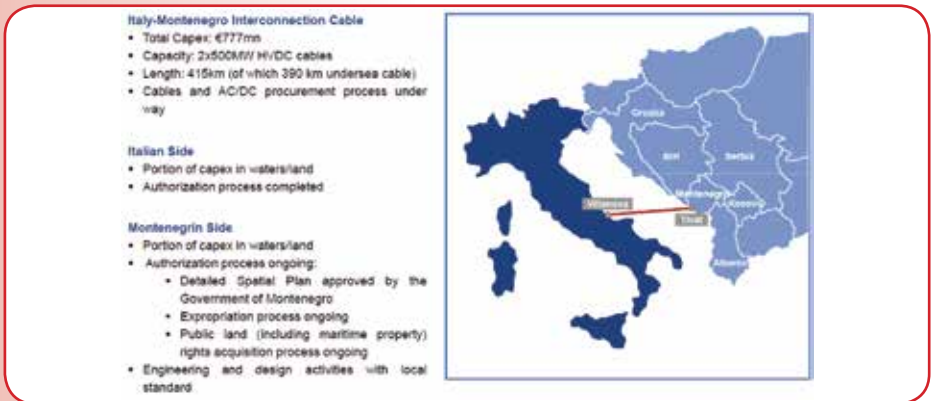 Italy-Montenegro Interconnection Cable
• Total Capex: €777mn
• Capacity: 2x500MW HVDC cables
• Length: 415km (of which 390 km undersea cable)
• Cables and AC/DC procurement process under
way
Italian Side
• Portion of capex in waters/land
• Authorization process completed
Montenegrin Side
• Portion of capex in waters/land
• Authorization process ongoing:
• Detailed Spatial Plan approved by the
Government of Montenegro
• Expropriation process ongoing
• Public land (including maritime property)
rights acquisition process ongoing
• Engineering and design activities with local
standard
Croatia
BiH
Serbia
Montenegro
Kosovo
Villanova
Tivat
Albania